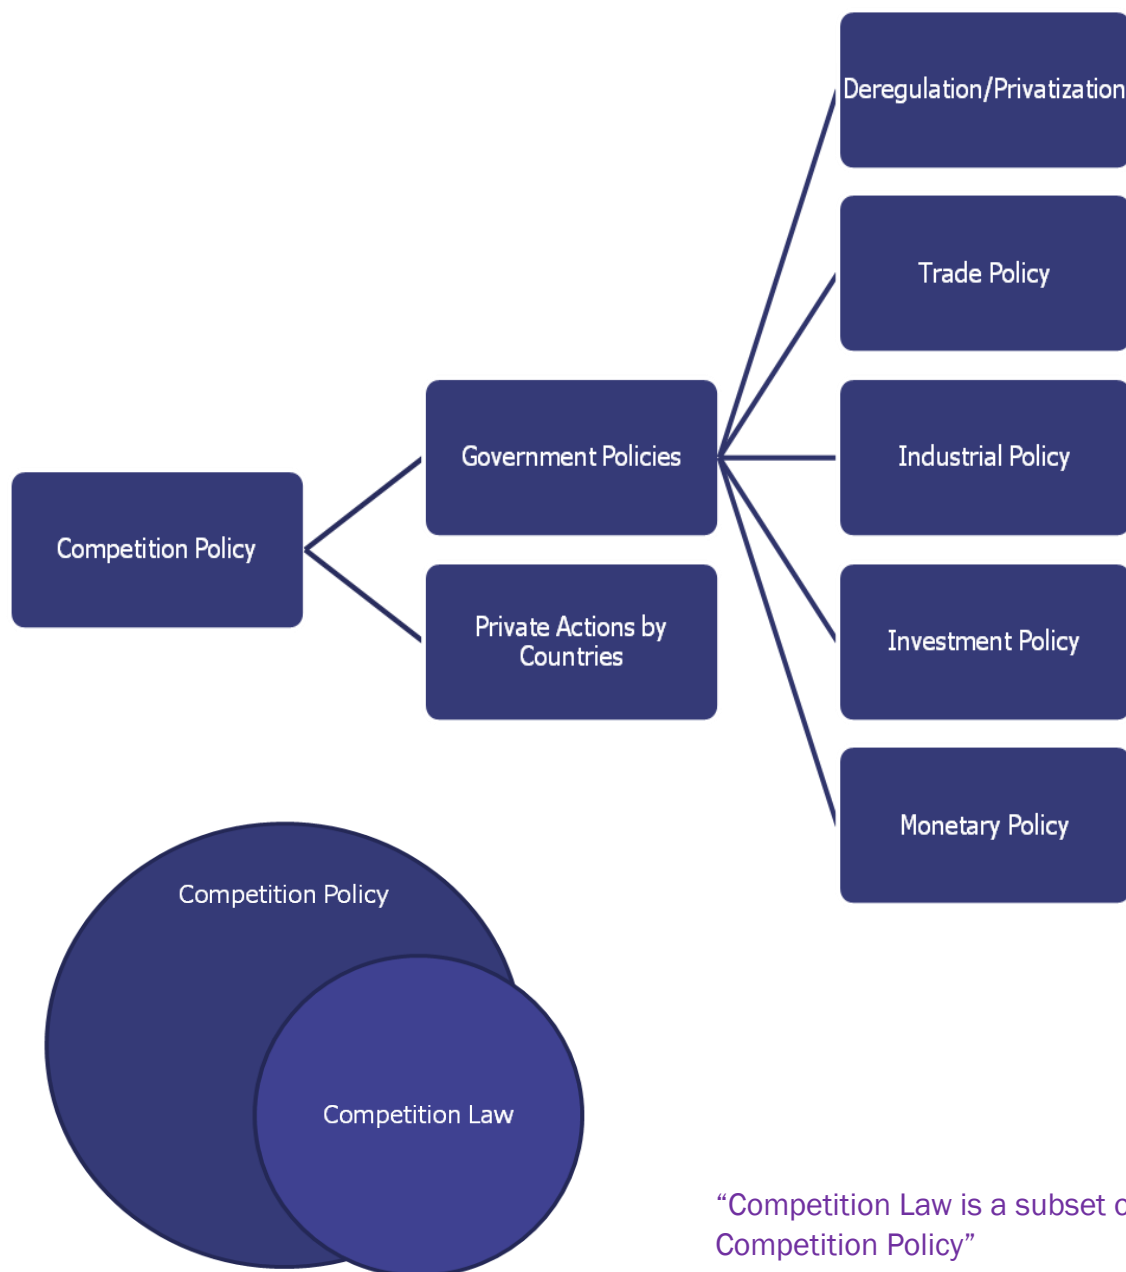 Deregulation/Privatization
Trade Policy
Government Policies
Industrial Policy
Competition Policy
Private Actions by
Countries
Investment Policy
Monetary Policy
Competition Policy
Competition Law
“Competition Law is a subset
Competition Policy”